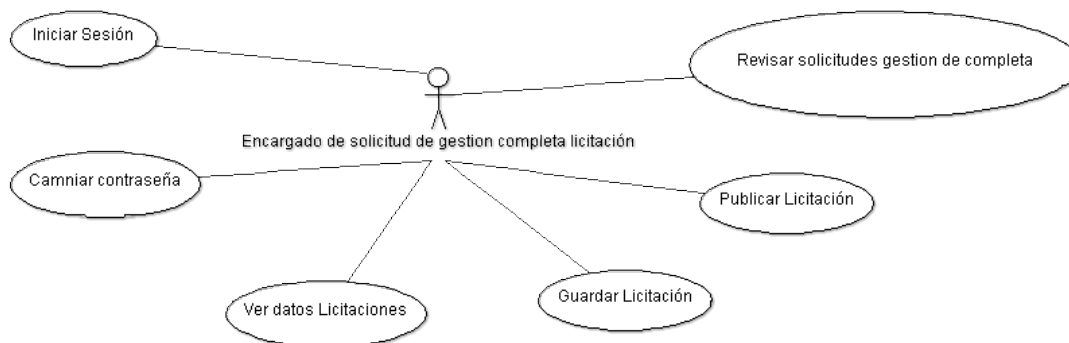 Iniciar Sesión
Revisar solicitudes gestion de completa
Encargado de solicitud de gestion completa licitación
Camniar contraseña
Publicar Licitación
Guardar Licitación
Ver datos Licitaciones